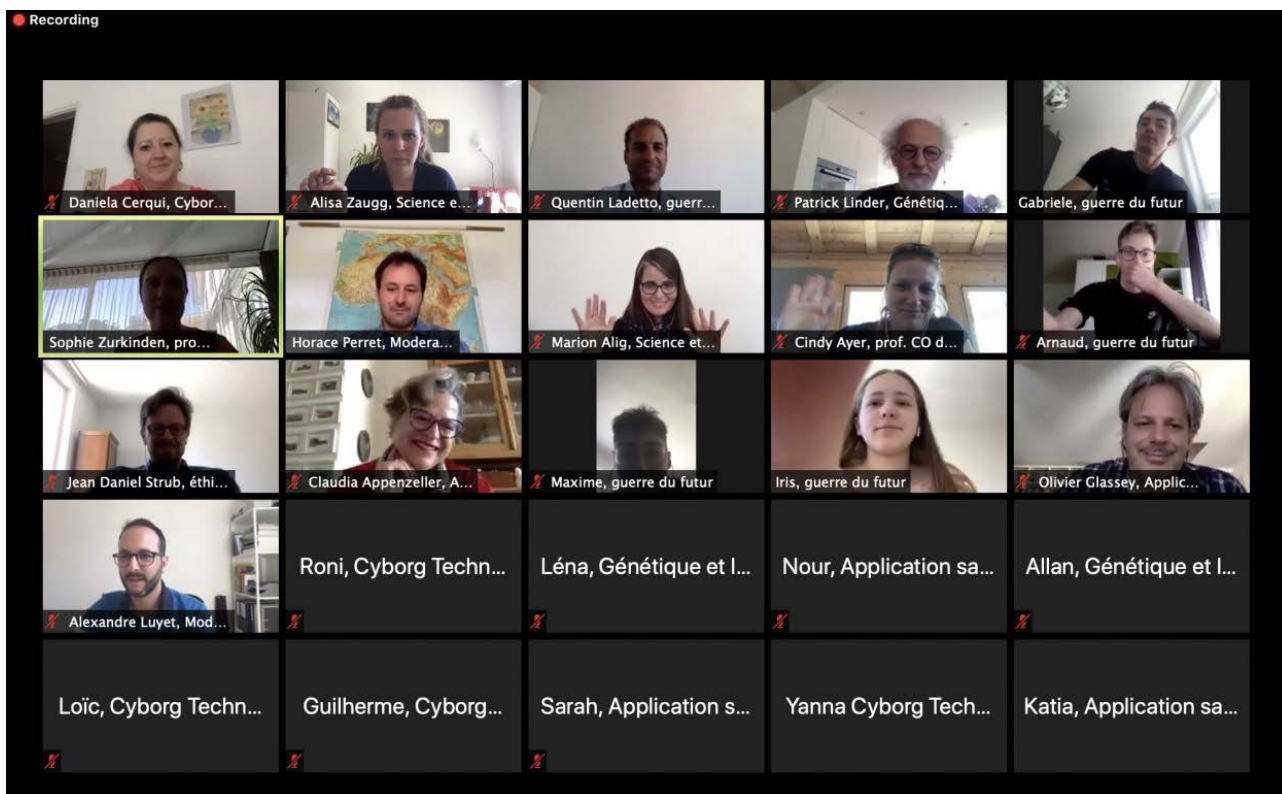 Recording
Daniela Cerqui, Cybor...
Alisa Zaugg, Science e...
Quentin Ladetto, guerr...
Patrick Linder, Génétiq...
Gabriele, guerre du futur
Sophie Zurkinden, pro...
Horace Perret, Modera...
Marion Alig, Science et...
Cindy Ayer, prof. CO d...
Arnaud, guerre du futur
Jean Daniel Strub, éthi...
Claudia Appenzeller, A...
Maxime, guerre du futur
Iris, guerre du futur
Olivier Glassey, Applic...
Alexandre Luyet, Mod...
Roni, Cyborg Techn...
Léna, Génétique et l...
Nour, Application sa...
Allan, Génétique et l...
Loïc, Cyborg Techn...
Guilherme, Cyborg...
Sarah, Application s...
Yanna Cyborg Tech...
Katia, Application sa...